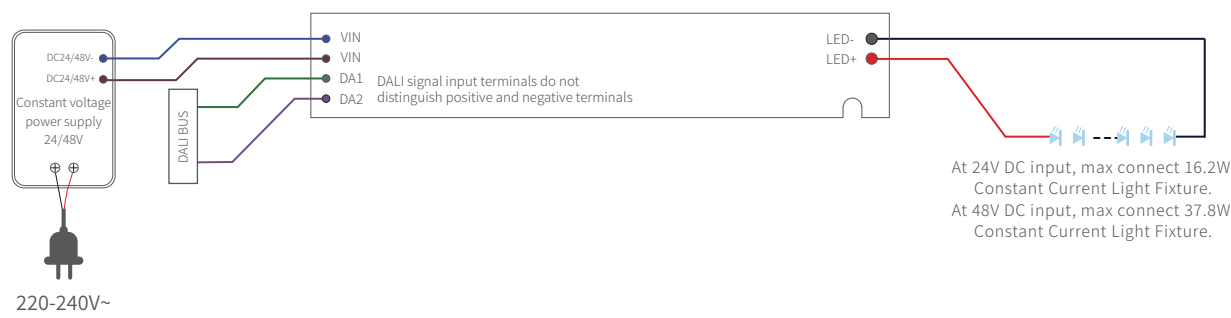 DC24/48V-
DC24/48V+
Constant voltage
power supply
24/48V
220-240V~
DALI BUS
VIN
VIN
DA1
DA2
DALI signal input terminals do not
distinguish positive and negative terminals
LED-
LED+
At 24V DC input, max connect 16.2W
Constant Current Light Fixture.
At 48V DC input, max connect 37.8W
Constant Current Light Fixture.